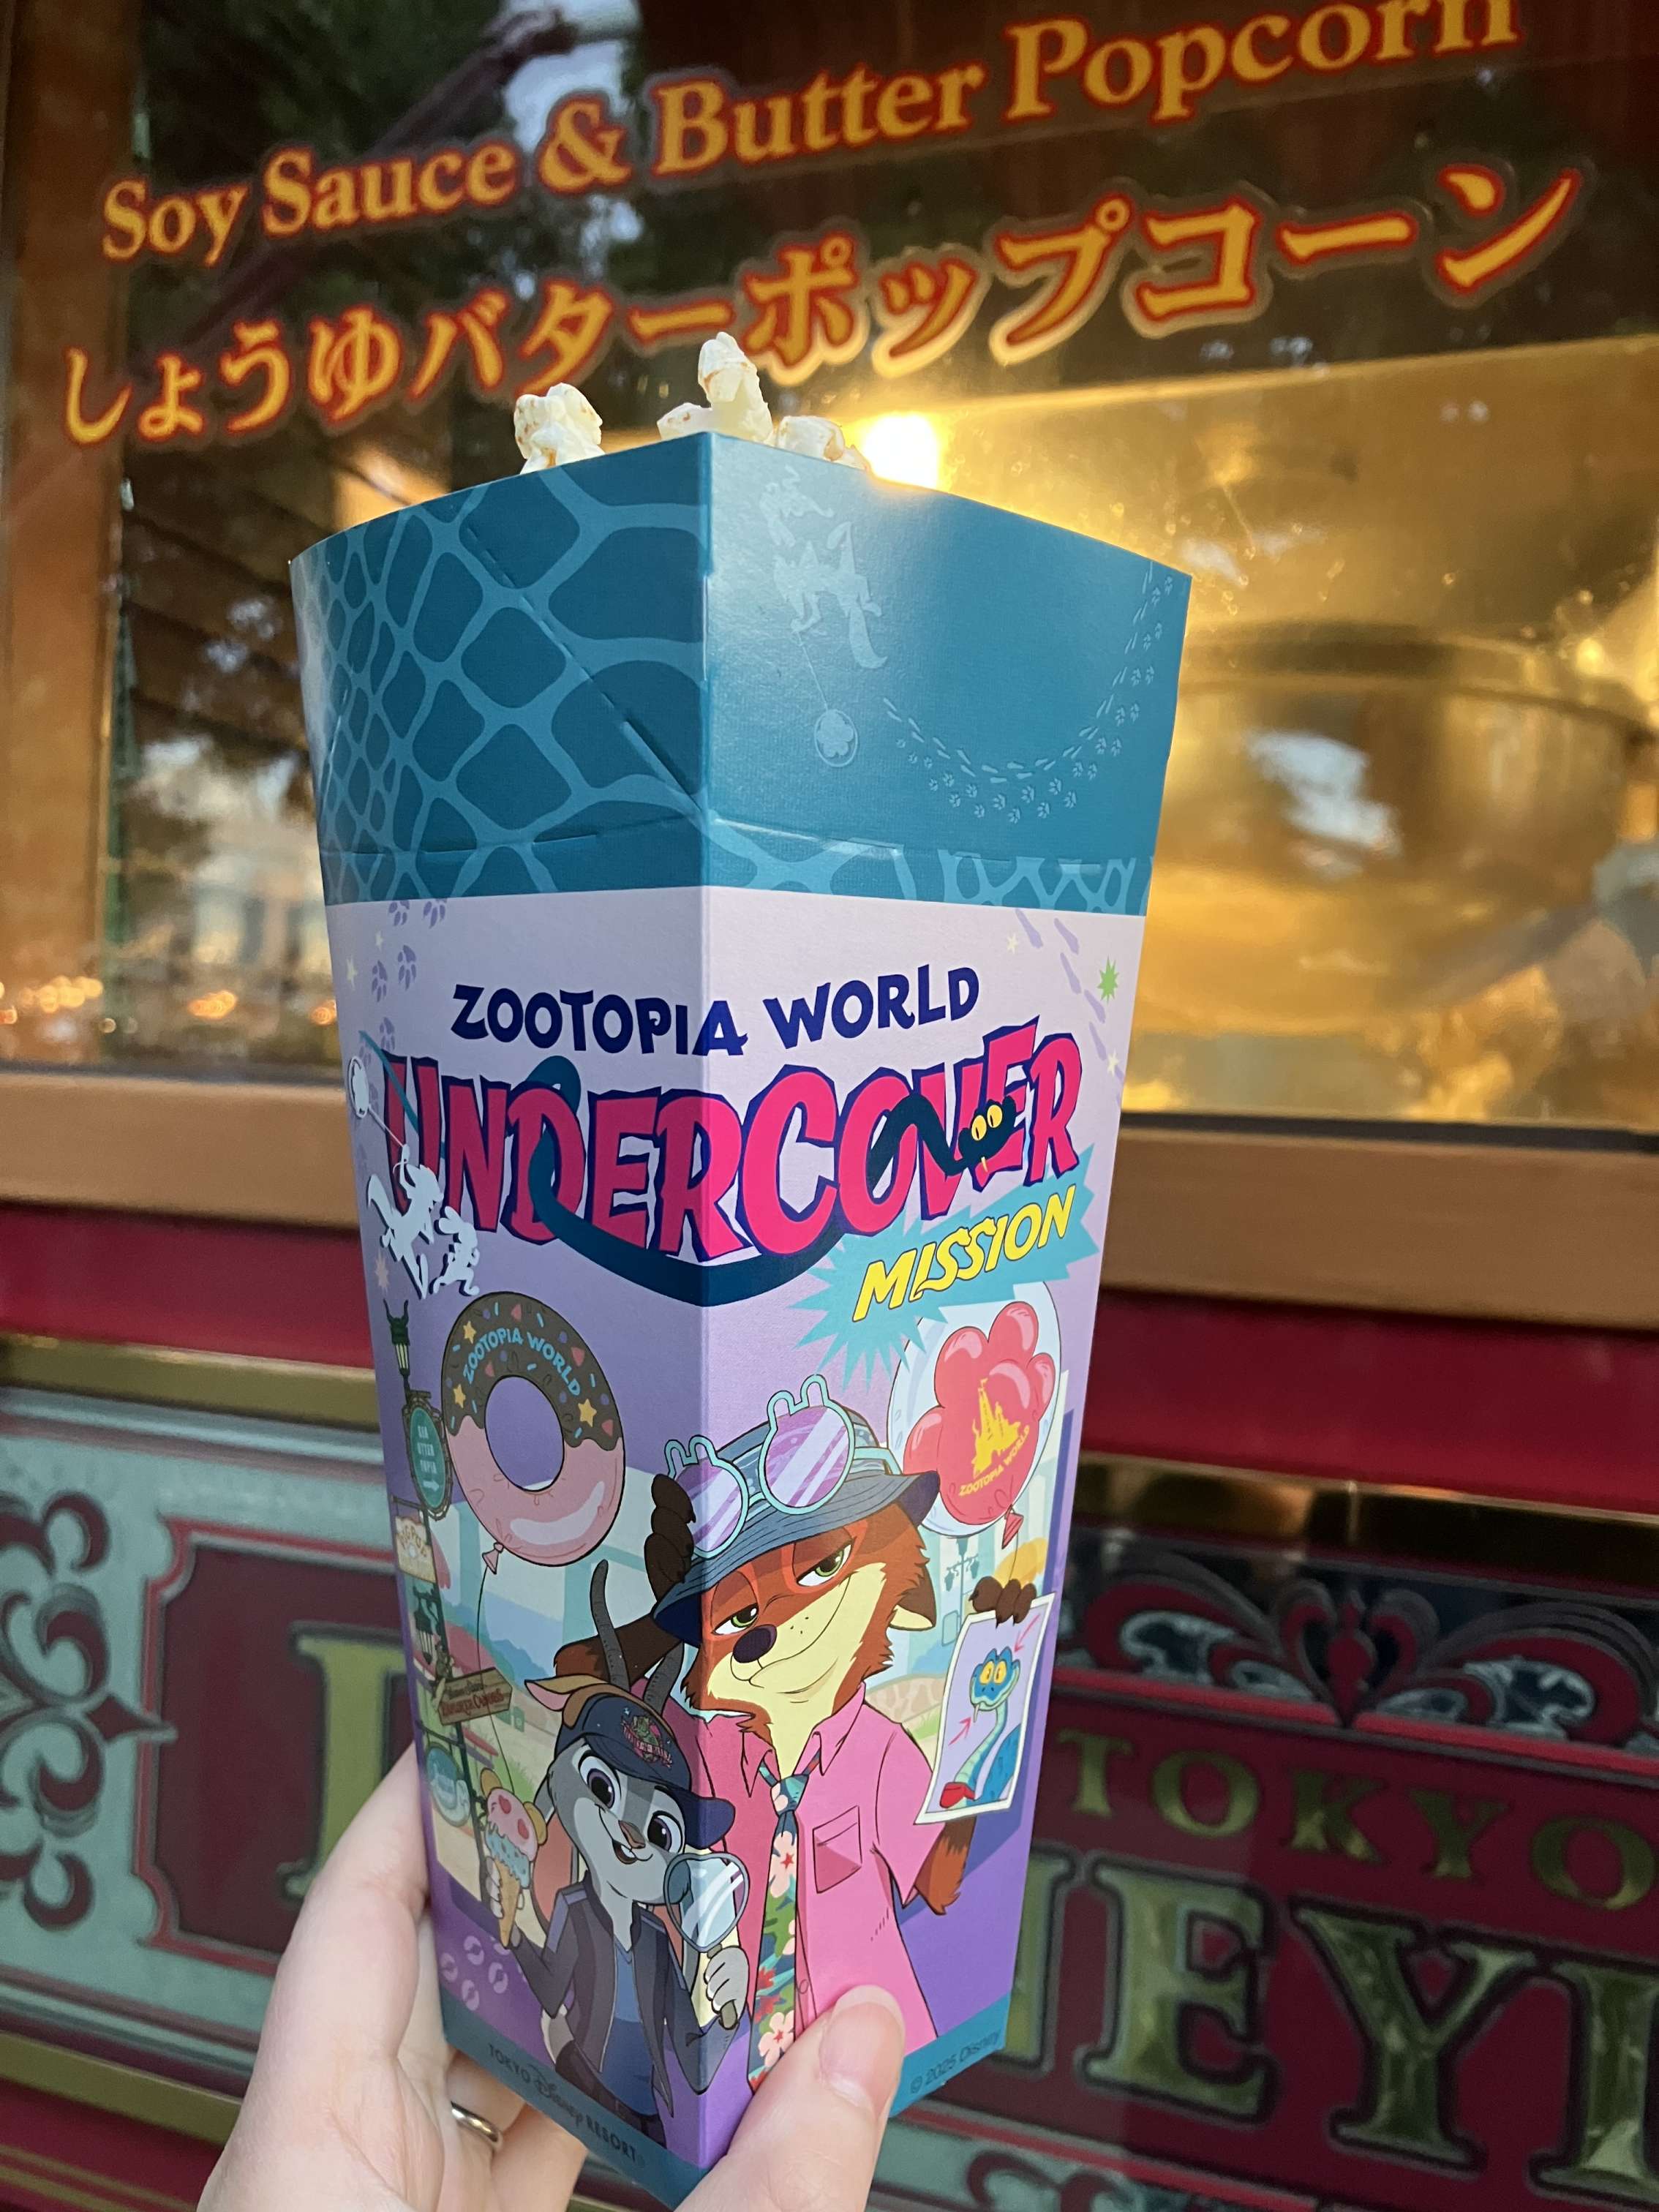 Soy Sauce & Butter Popcorn
しょうゆバターポップコーン
ZOOTOPIA WORLD
UNDERCOVER
MISSION
ZOOTOPIA WORLD
ZOOTOPIA WORLD
TOKYO Disney RESORT
© 2025 Disney
TOKYO